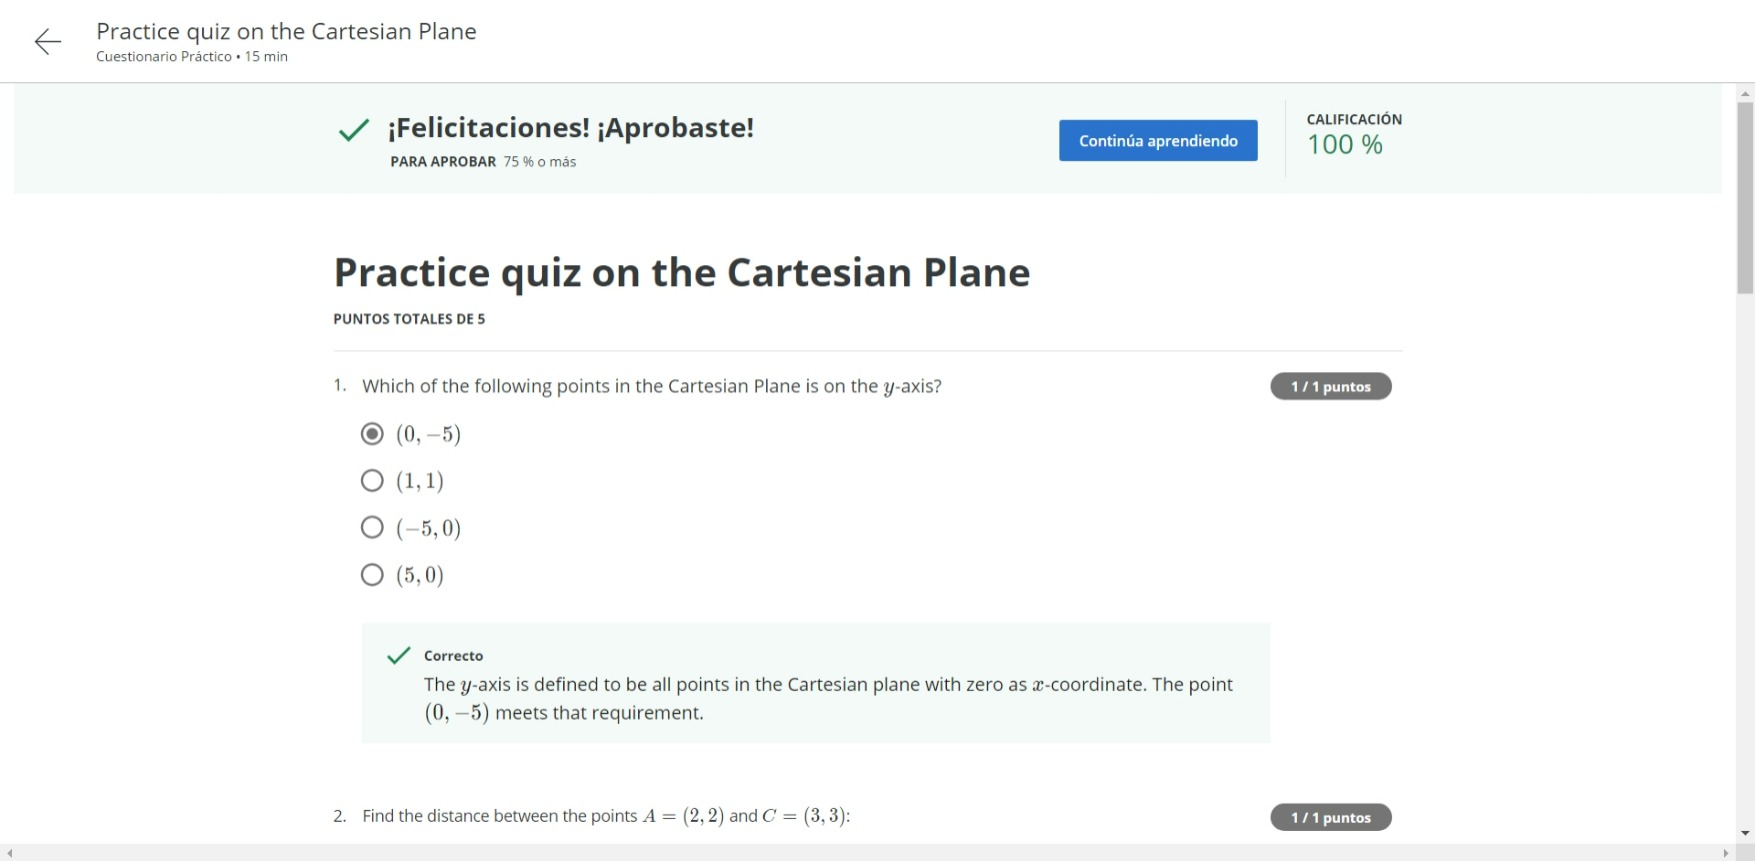 Practice quiz on the Cartesian Plane
Cuestionario Práctico • 15 min
¡Felicitaciones! ¡Aprobaste!
PARA APROBAR 75 % o más
Continúa aprendiendo
CALIFICACIÓN
100 %
Practice quiz on the Cartesian Plane
PUNTOS TOTALES DE 5
1. Which of the following points in the Cartesian Plane is on the y-axis?
1 / 1 puntos
(0, −5)
(1, 1)
(−5, 0)
(5, 0)
Correcto
The y-axis is defined to be all points in the Cartesian plane with zero as x-coordinate. The point
(0, −5) meets that requirement.
2. Find the distance between the points A = (2, 2) and C = (3, 3):
1 / 1 puntos